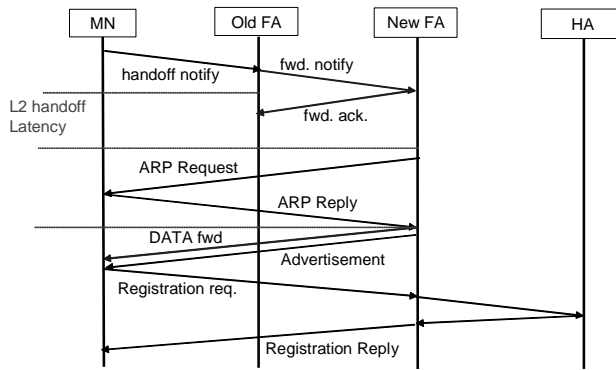 MN
Old FA
New FA
HA
handoff notify
fwd. notify
L2 handoff
Latency
fwd. ack.
ARP Request
ARP Reply
DATA fwd
Advertisement
Registration req.
Registration Reply